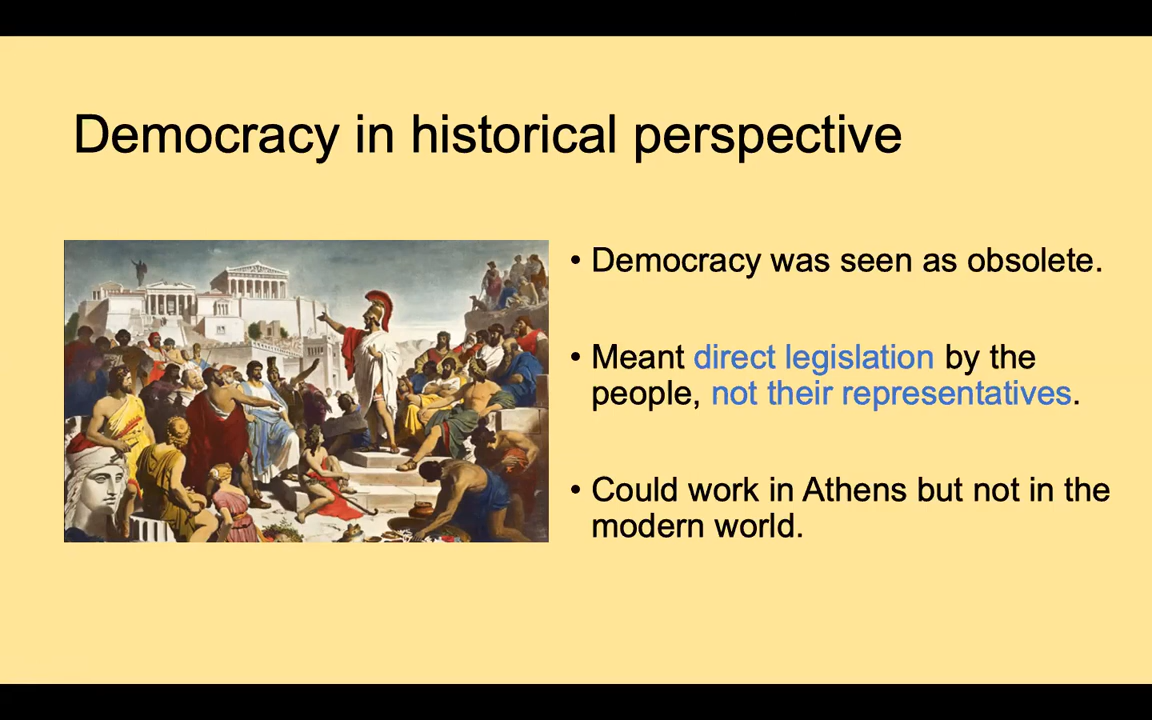 Democracy in historical perspective
• Democracy was seen as obsolete.
• Meant direct legislation by the
people, not their representatives.
• Could work in Athens but not in the
modern world.